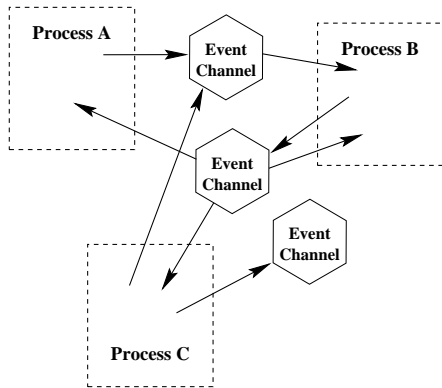 Process A
Event
Channel
Process B
Event
Channel
Event
Channel
Process C